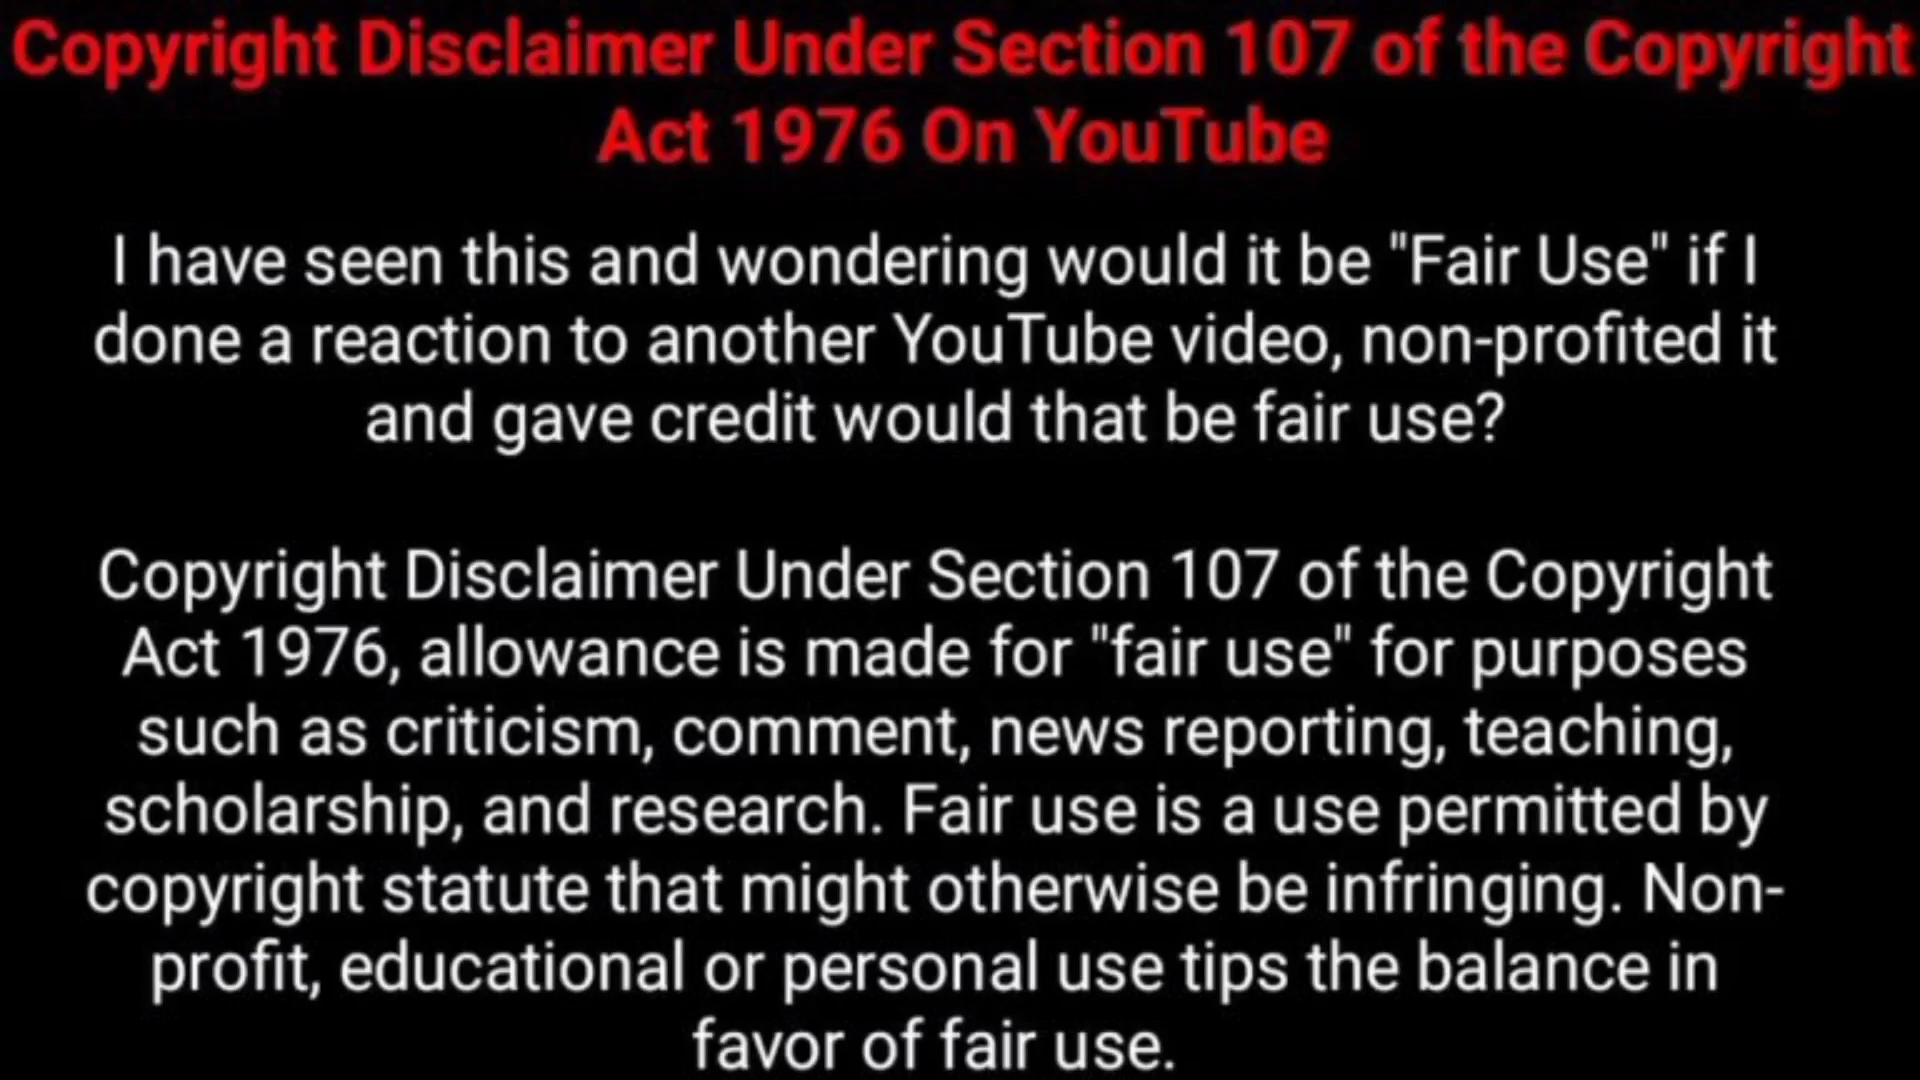 Copyright Disclaimer Under Section 107 of the Copyright
Act 1976 On YouTube
I have seen this and wondering would it be "Fair Use" if I
done a reaction to another YouTube video, non-profited it
and gave credit would that be fair use?
Copyright Disclaimer Under Section 107 of the Copyright
Act 1976, allowance is made for "fair use" for purposes
such as criticism, comment, news reporting, teaching,
scholarship, and research. Fair use is a use permitted by
copyright statute that might otherwise be infringing. Non-
profit, educational or personal use tips the balance in
favor of fair use.